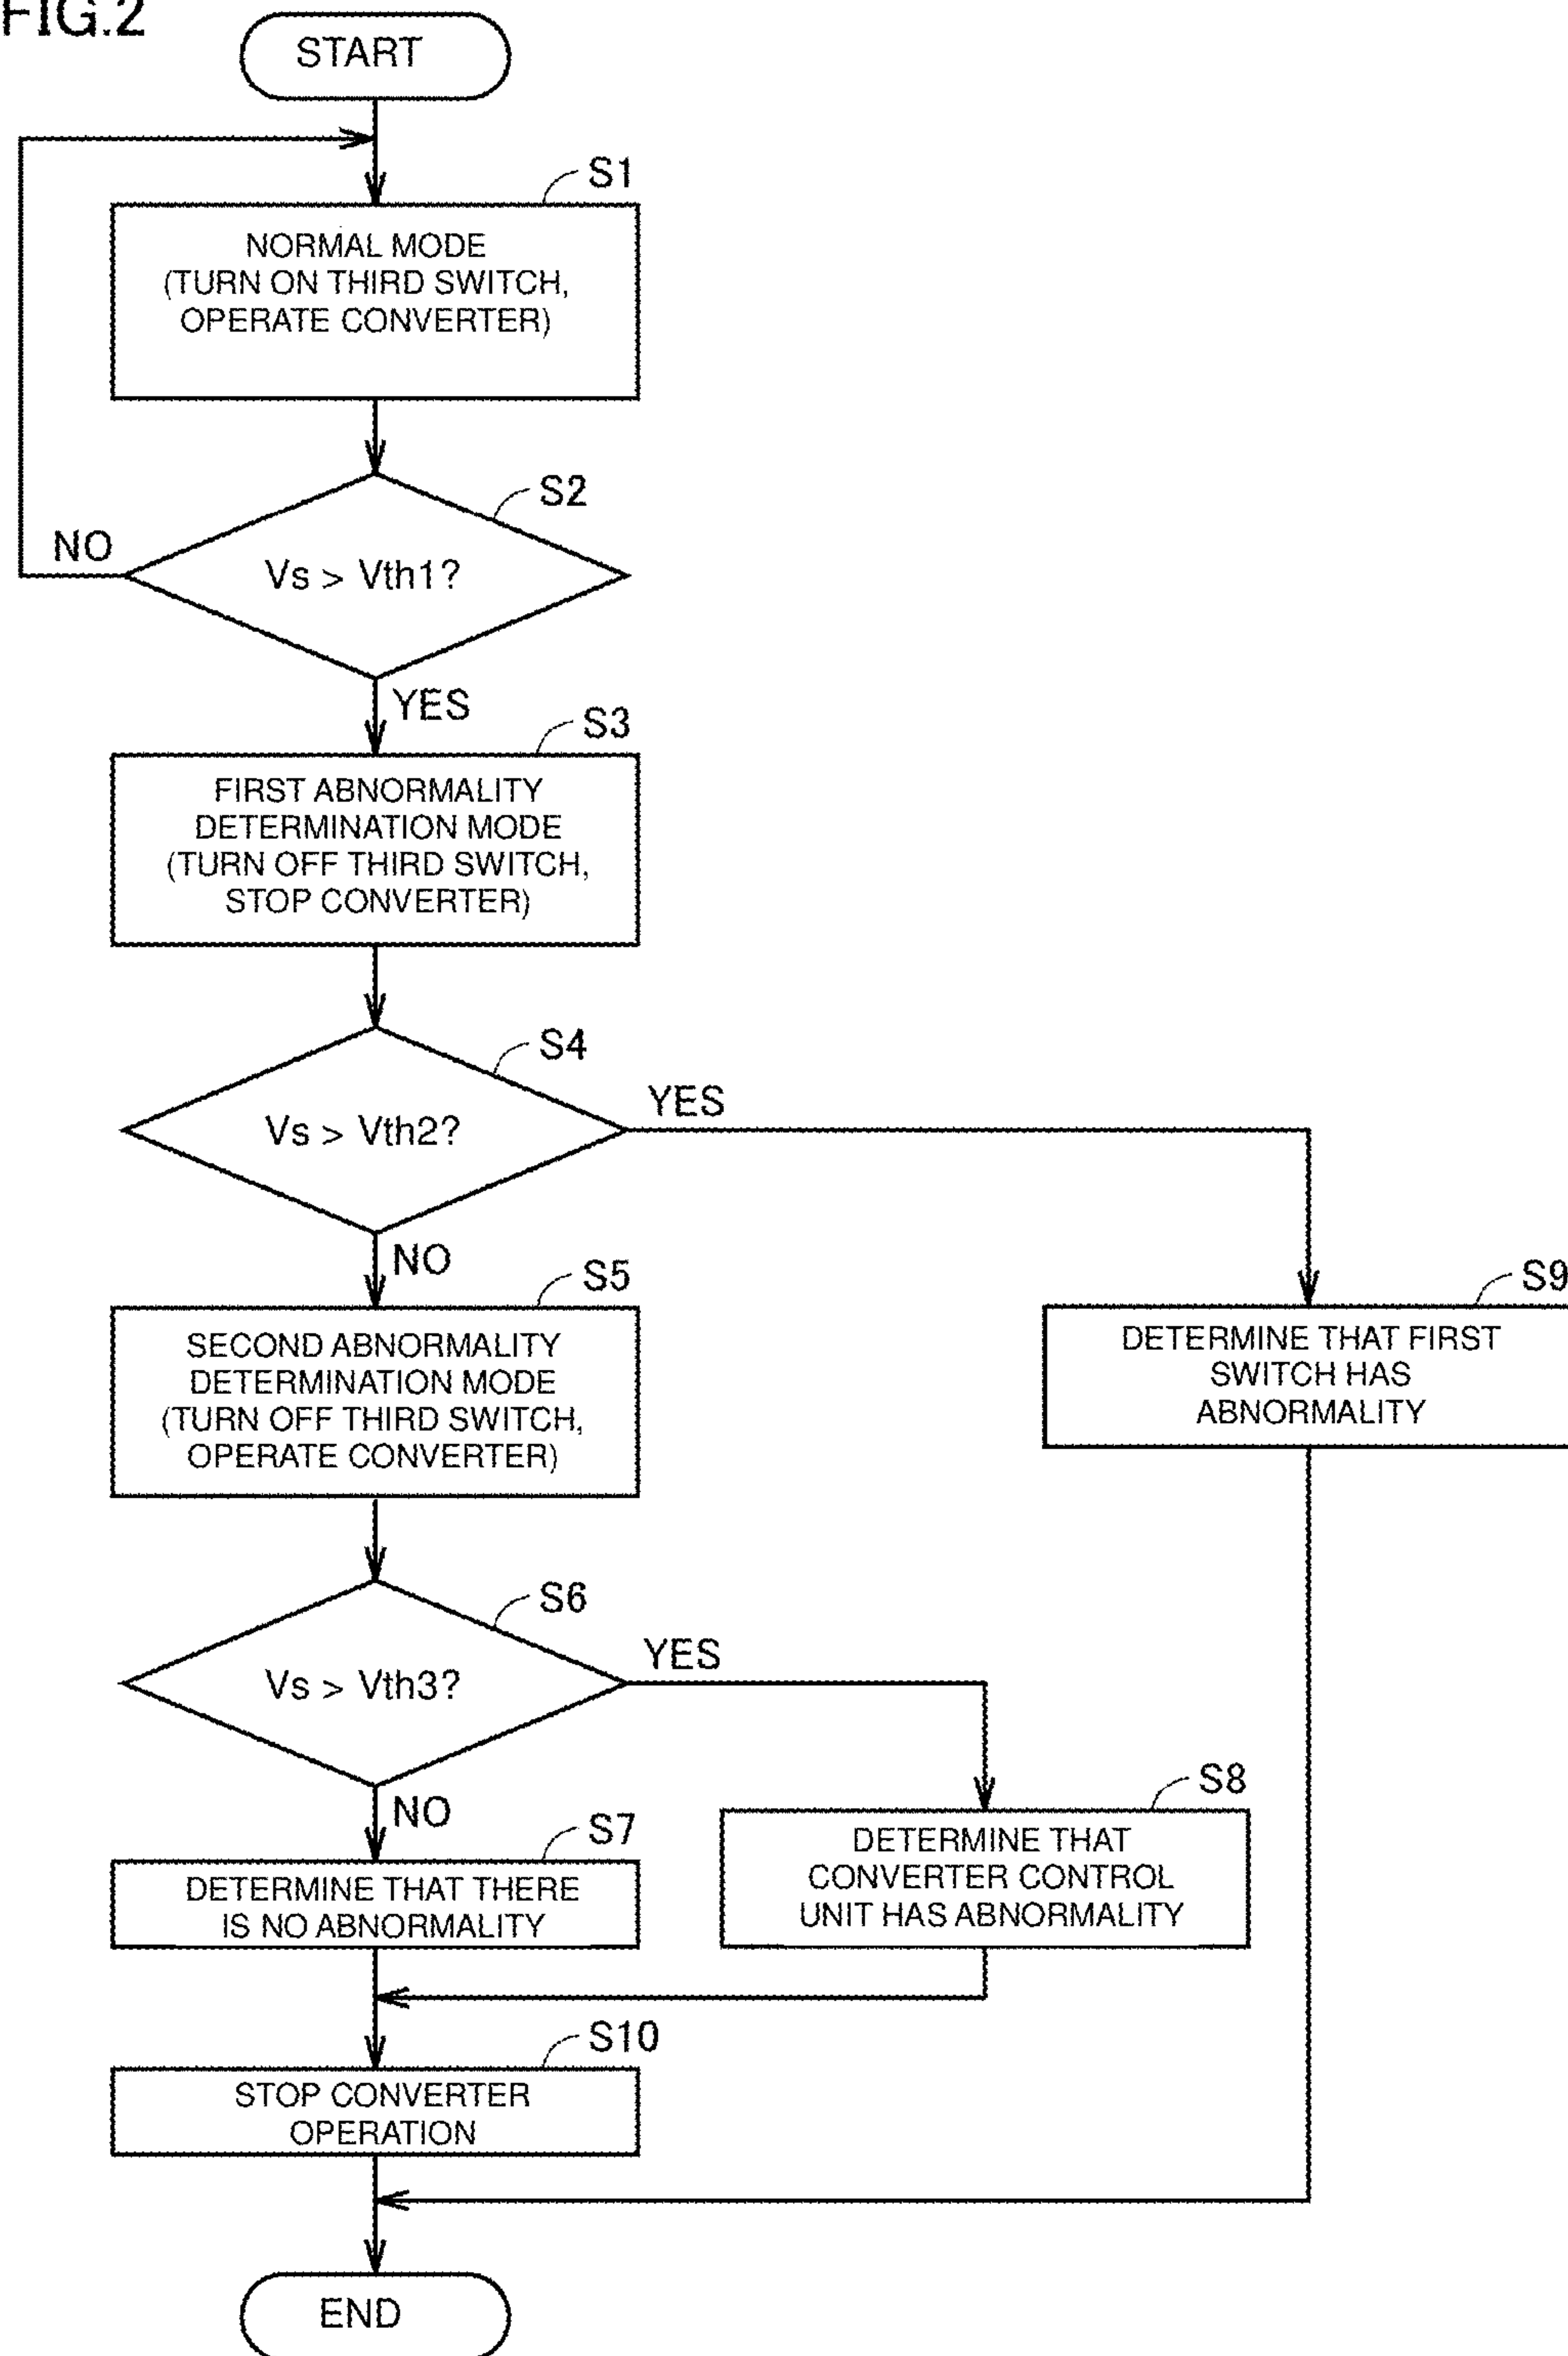 FIG.2
START
S1
NORMAL MODE
(TURN ON THIRD SWITCH,
OPERATE CONVERTER)
S2
NO
Vs > Vth1?
YES
S3
FIRST ABNORMALITY
DETERMINATION MODE
(TURN OFF THIRD SWITCH,
STOP CONVERTER)
S4
YES
Vs > Vth2?
NO
S5
SECOND ABNORMALITY
DETERMINATION MODE
(TURN OFF THIRD SWITCH,
OPERATE CONVERTER)
S9
DETERMINE THAT FIRST
SWITCH HAS
ABNORMALITY
S6
YES
Vs > Vth3?
NO
S7
DETERMINE THAT THERE
IS NO ABNORMALITY
S8
DETERMINE THAT
CONVERTER CONTROL
UNIT HAS ABNORMALITY
S10
STOP CONVERTER
OPERATION
END